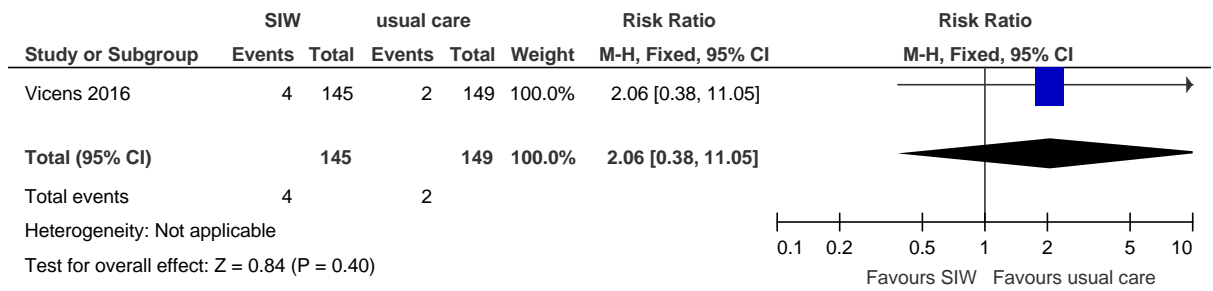 SIW usual care Risk Ratio Risk Ratio
Study or Subgroup Events Total Events Total Weight M-H, Fixed, 95% CI M-H, Fixed, 95% CI
Vicens 2016 4 145 2 149 100.0% 2.06 [0.38, 11.05]
Total (95% CI) 145 149 100.0% 2.06 [0.38, 11.05]
Total events 4 2
Heterogeneity: Not applicable
Test for overall effect: Z = 0.84 (P = 0.40)
0.1 0.2 0.5 1 2 5 10
Favours SIW Favours usual care